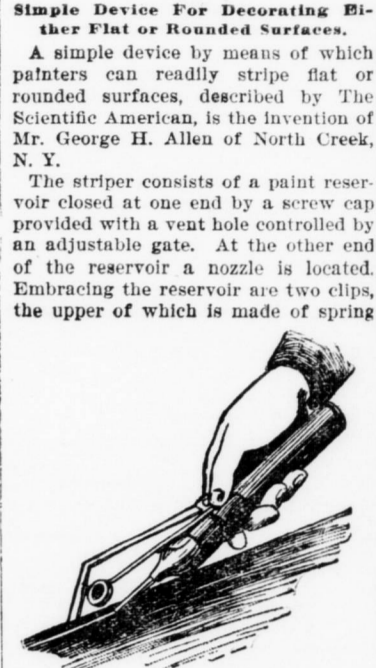 Simple Device For Decorating Ei-
ther Flat or Rounded Surfaces.
A simple device by means of which
painters can readily stripe flat or
rounded surfaces, described by The
Scientific American, is the invention of
Mr. George H. Allen of North Creek,
N. Y.
The striper consists of a paint reser-
voir closed at one end by a screw cap
provided with a vent hole controlled by
an adjustable gate. At the other end
of the reservoir a nozzle is located.
Embracing the reservoir are two clips,
the upper of which is made of spring